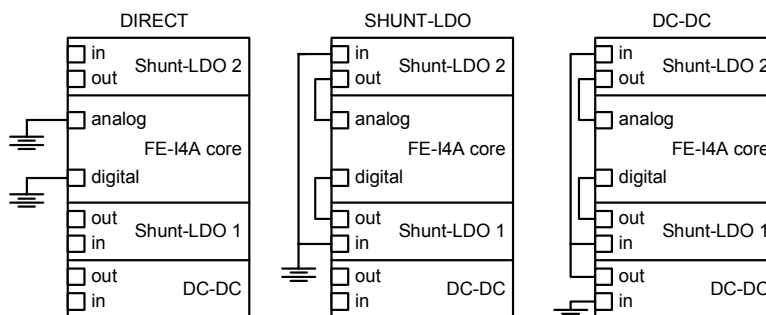 DIRECT
in
out
Shunt-LDO 2
analog
FE-I4A core
digital
out
in
Shunt-LDO 1
out
in
DC-DC
SHUNT-LDO
in
out
Shunt-LDO 2
analog
FE-I4A core
digital
out
in
Shunt-LDO 1
out
in
DC-DC
DC-DC
in
out
Shunt-LDO 2
analog
FE-I4A core
digital
out
in
Shunt-LDO 1
out
in
DC-DC